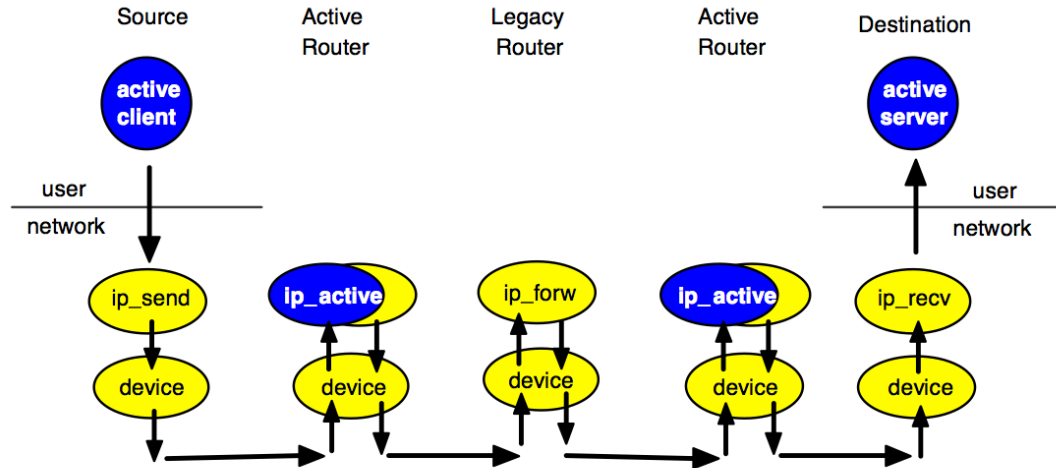 Source
Active
Router
Legacy
Router
Active
Router
Destination
active
client
active
server
user
network
user
network
ip_send
ip_active
ip_forw
ip_active
ip_recv
device
device
device
device
device